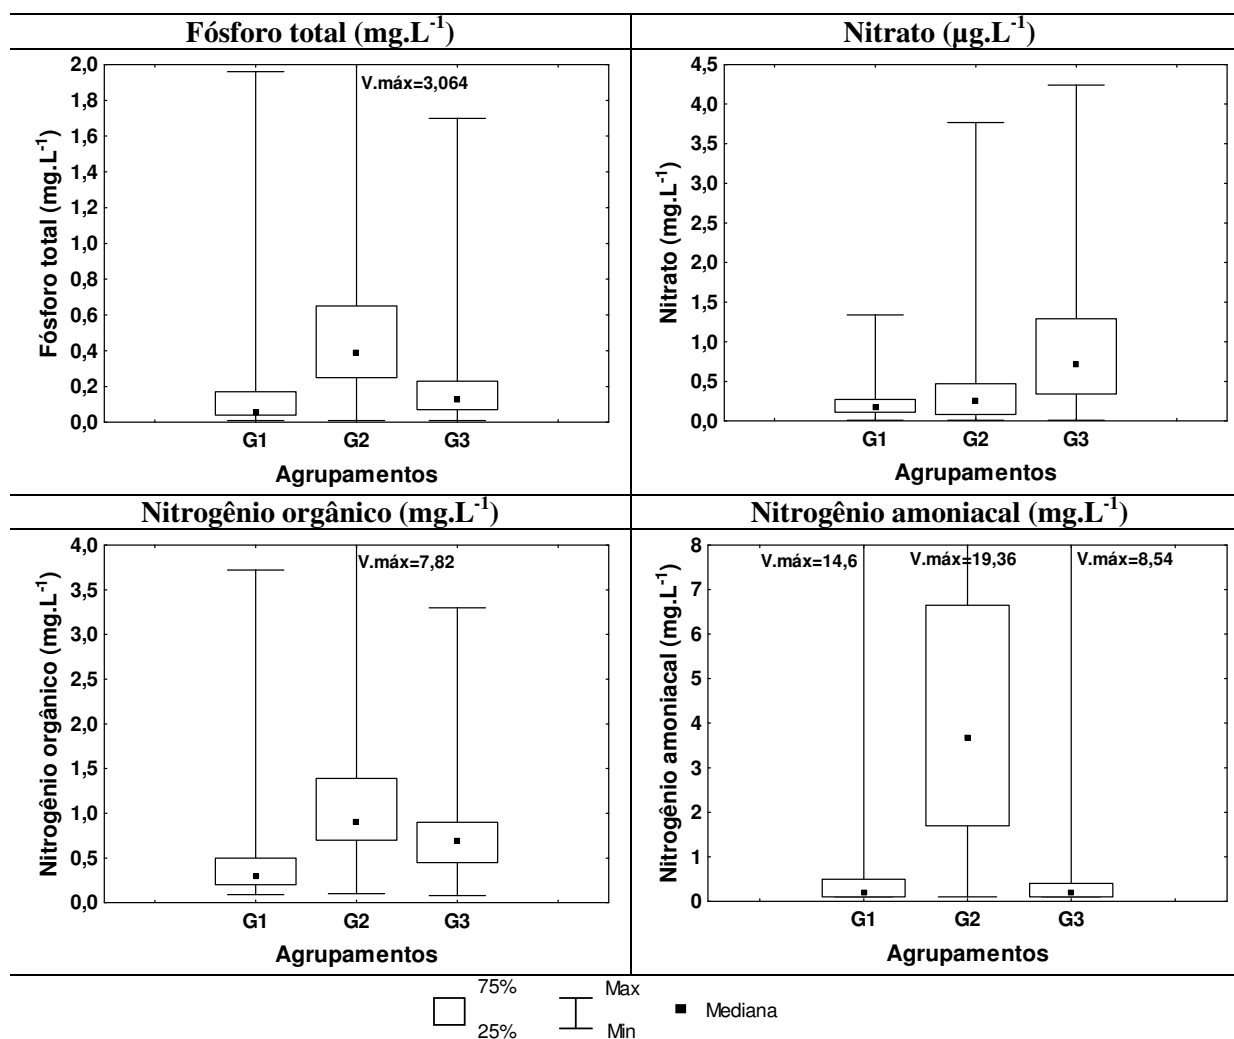 Fósforo total (mg.L⁻¹)
Nitrato (µg.L⁻¹)
Fósforo total (mg.L⁻¹)
2,0
1,8
1,6
1,4
1,2
1,0
0,8
0,6
0,4
0,2
0,0
V.máx=3,064
G1 G2 G3
Agrupamentos
Nitrato (mg.L⁻¹)
4,5
4,0
3,5
3,0
2,5
2,0
1,5
1,0
0,5
0,0
G1 G2 G3
Agrupamentos
Nitrogênio orgânico (mg.L⁻¹)
Nitrogênio amoniacal (mg.L⁻¹)
Nitrogênio orgânico (mg.L⁻¹)
4,0
3,5
3,0
2,5
2,0
1,5
1,0
0,5
0,0
V.máx=7,82
G1 G2 G3
Agrupamentos
Nitrogênio amoniacal (mg.L⁻¹)
8
7
6
5
4
3
2
1
0
V.máx=14,6 V.máx=19,36 V.máx=8,54
G1 G2 G3
Agrupamentos
75%
25%
Max
Min
Mediana